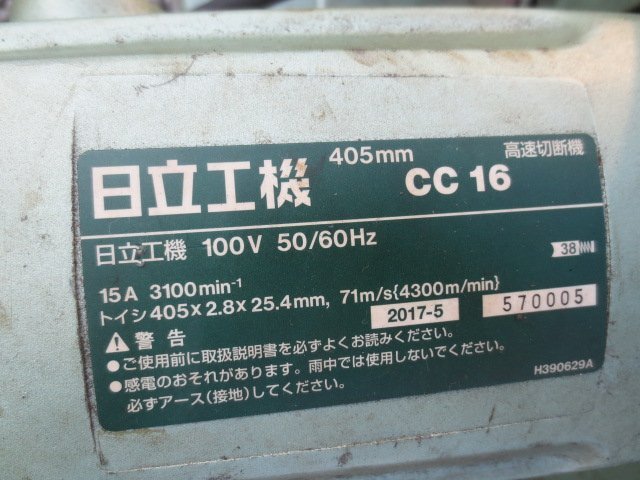 405mm 高速切断機
日立工機 CC 16
日立工機 100V 50/60Hz
38
15A 3100min⁻¹
トイシ405×2.8×25.4mm, 71m/s{4300m/min}
2017-5 570005
警告
●ご使用前に取扱説明書を必ずよくお読みください。
●感電のおそれがあります。雨中では使用しないでください。
必ずアース(接地)してください。
H390629A